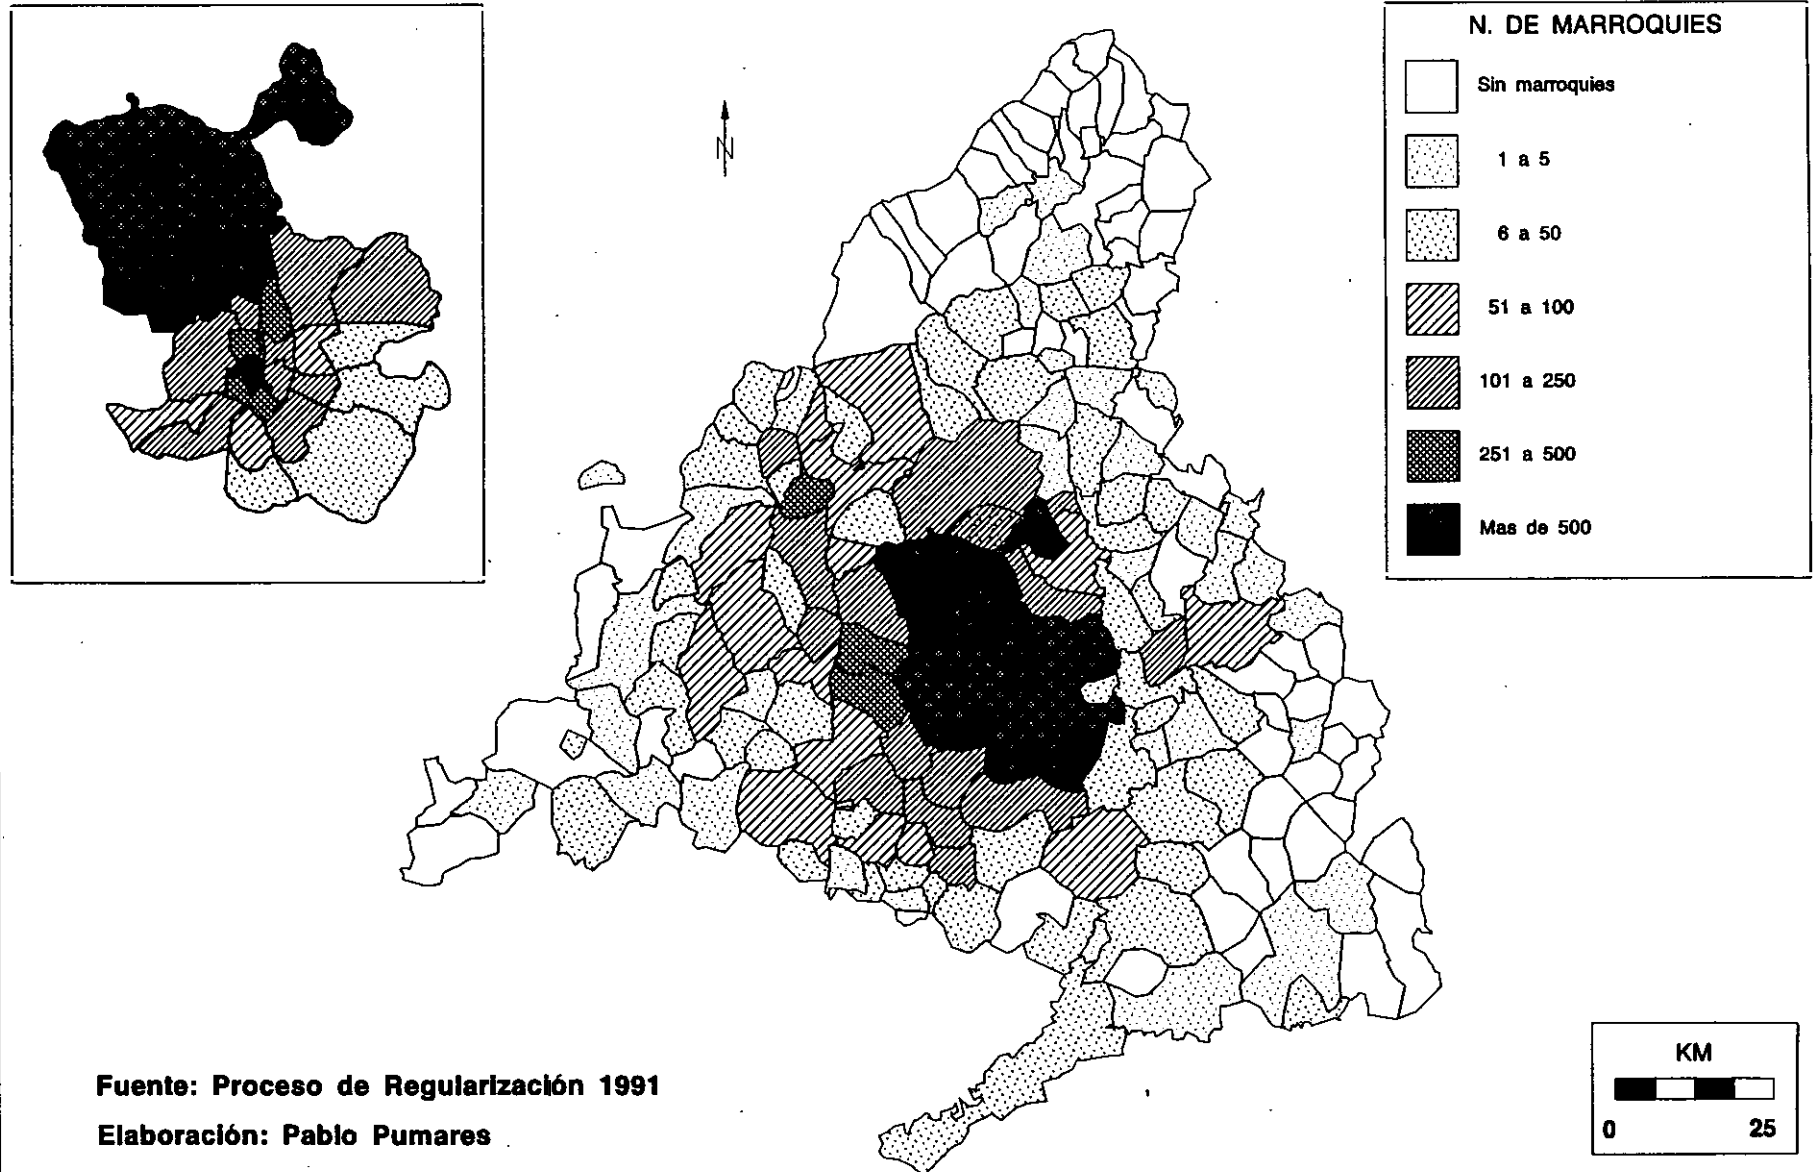 N. DE MARROQUIES
Sin marroquies
1 a 5
6 a 50
51 a 100
101 a 250
251 a 500
Mas de 500
N
Fuente: Proceso de Regularización 1991
Elaboración: Pablo Pumares
KM
0 25